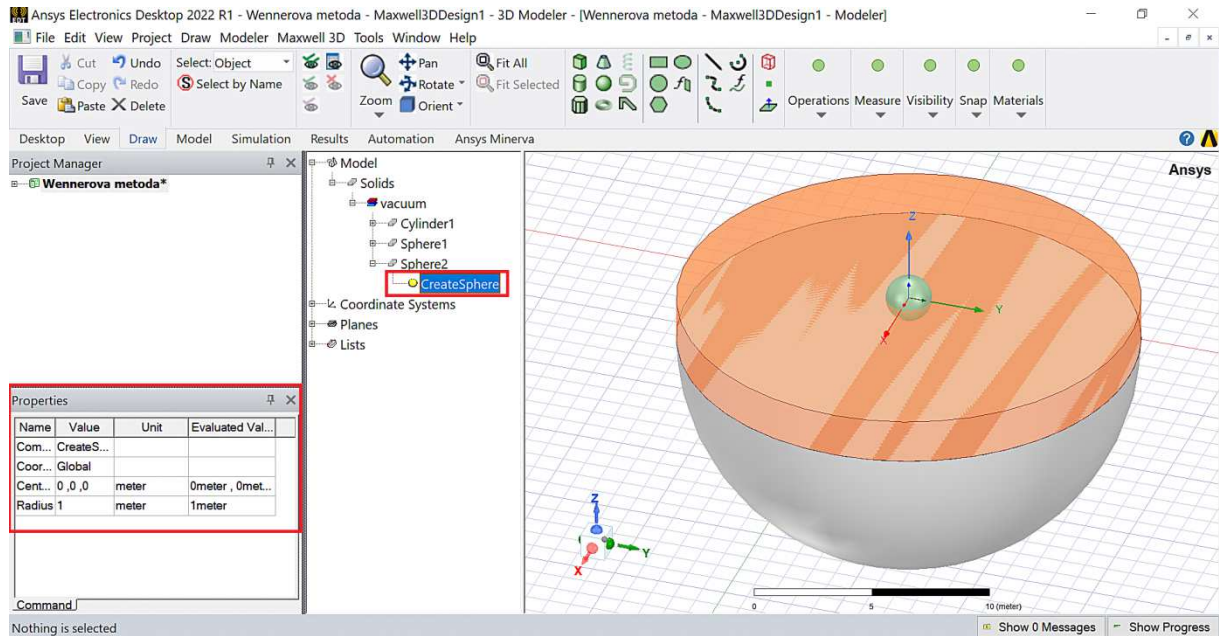 Ansys Electronics Desktop 2022 R1 - Wennerova metoda - Maxwell3DDesign1 - 3D Modeler - [Wennerova metoda - Maxwell3DDesign1 - Modeler]
File Edit View Project Draw Modeler Maxwell 3D Tools Window Help
Save
Cut Undo
Copy Redo
Paste Delete
Select: Object
Select by Name
Zoom
Pan
Rotate
Orient
Fit All
Fit Selected
Operations Measure Visibility Snap Materials
Desktop View Draw Model Simulation Results Automation Ansys Minerva
Project Manager
Wennerova metoda*
Model
Solids
vacuum
Cylinder1
Sphere1
Sphere2
CreateSphere
Coordinate Systems
Planes
Lists
Properties
Name Value Unit Evaluated Val...
Com... CreateS...
Coor... Global
Cent... 0 ,0 ,0 meter 0meter , 0met...
Radius 1 meter 1meter
Command
Ansys
Z
Y
X
Z
Y
X
0 5 10 (meter)
Nothing is selected
Show 0 Messages Show Progress